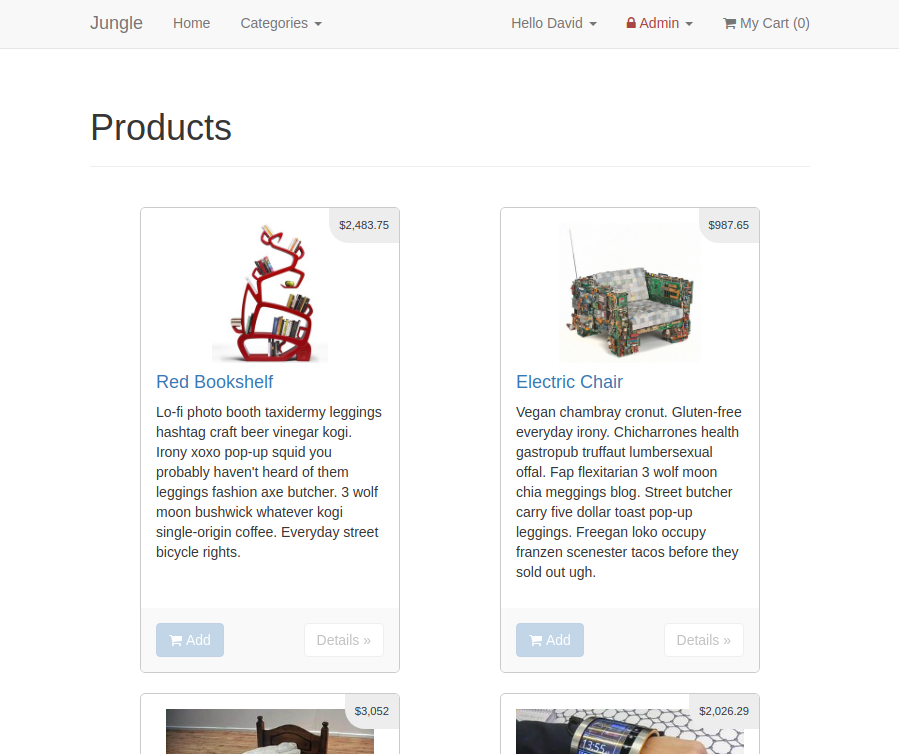 Jungle Home Categories Hello David Admin My Cart (0)
Products
$2,483.75
Red Bookshelf
Lo-fi photo booth taxidermy leggings
hashtag craft beer vinegar kogi.
Irony xoxo pop-up squid you
probably haven't heard of them
leggings fashion axe butcher. 3 wolf
moon bushwick whatever kogi
single-origin coffee. Everyday street
bicycle rights.
Add Details »
$987.65
Electric Chair
Vegan chambray cronut. Gluten-free
everyday irony. Chicharrones health
gastropub truffaut lumbersexual
offal. Fap flexitarian 3 wolf moon
chia meggings blog. Street butcher
carry five dollar toast pop-up
leggings. Freegan loko occupy
franzen scenester tacos before they
sold out ugh.
Add Details »
$3,052
$2,026.29
13:55